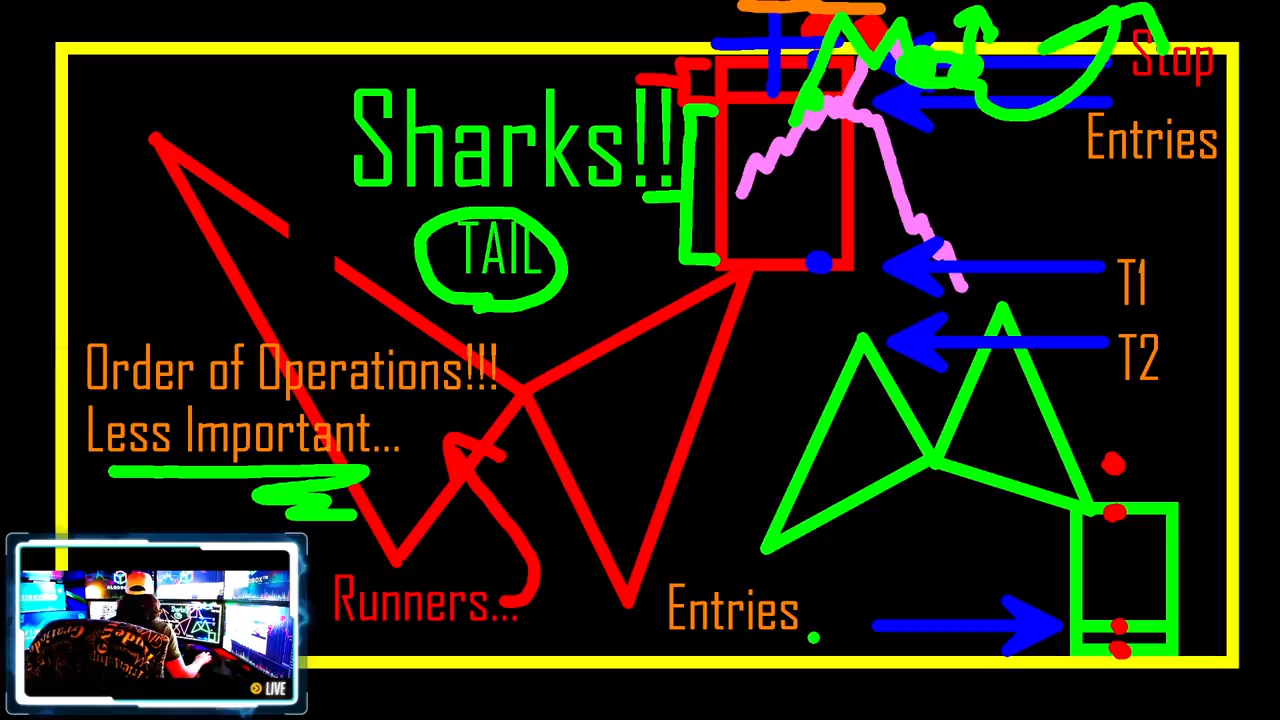 Stop
Sharks!!
Entries
TAIL
T1
T2
Order of Operations!!!
Less Important...
Runners...
Entries
LIVE